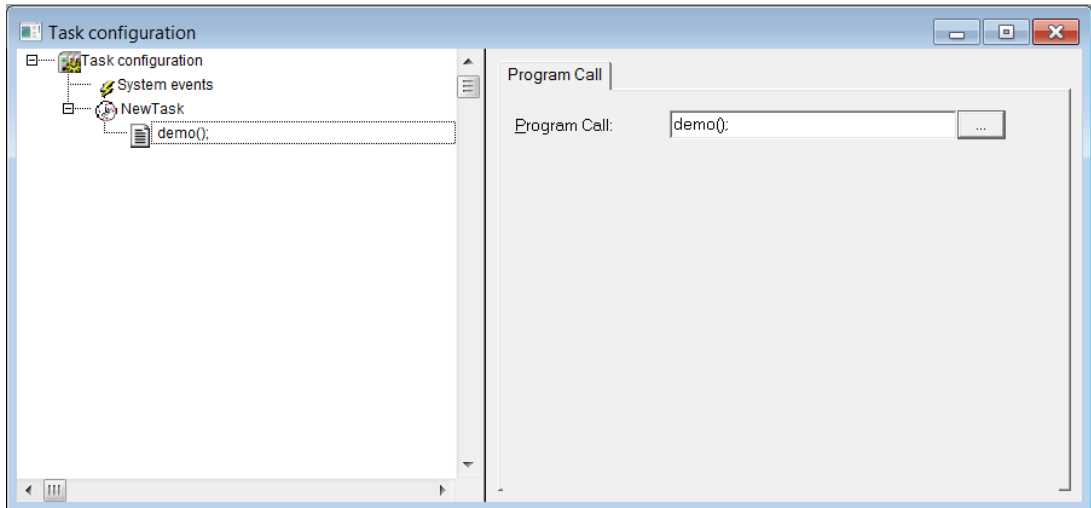 Task configuration
Task configuration
System events
NewTask
demo();
Program Call
Program Call:
demo();
...